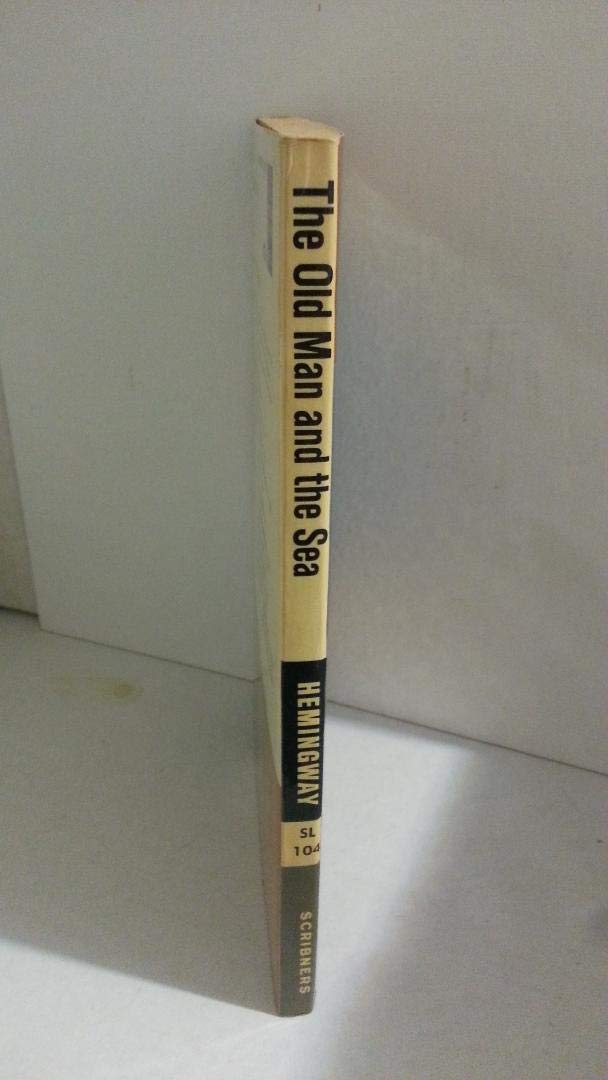 The Old Man and the Sea
HEMINGWAY
SL
104
SCRIBNERS